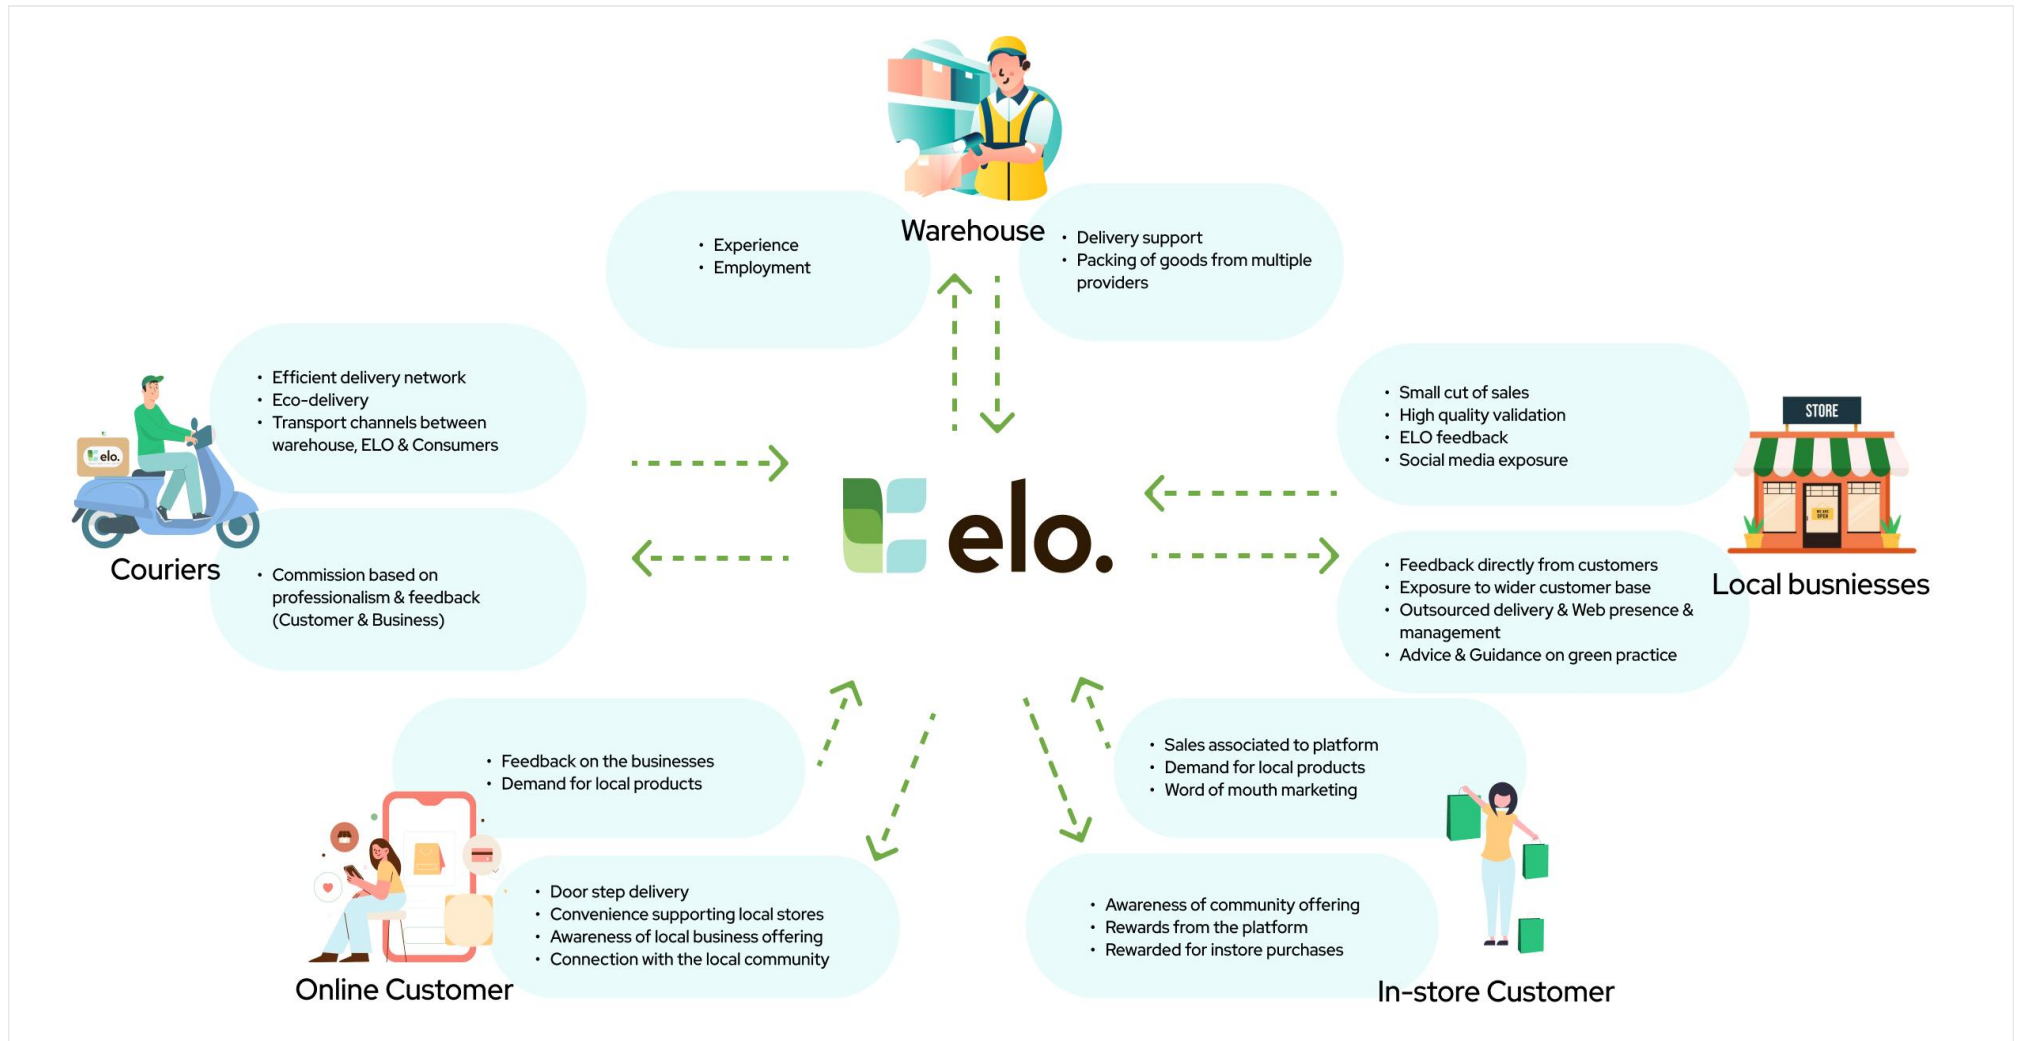 Warehouse
• Experience
• Employment
• Delivery support
• Packing of goods from multiple
providers
• Efficient delivery network
• Eco-delivery
• Transport channels between
warehouse, ELO & Consumers
elo.
Couriers
• Commission based on
professionalism & feedback
(Customer & Business)
elo.
• Small cut of sales
• High quality validation
• ELO feedback
• Social media exposure
STORE
WE ARE
OPEN
Local busniesses
• Feedback directly from customers
• Exposure to wider customer base
• Outsourced delivery & Web presence &
management
• Advice & Guidance on green practice
• Feedback on the businesses
• Demand for local products
• Door step delivery
• Convenience supporting local stores
• Awareness of local business offering
• Connection with the local community
Online Customer
• Sales associated to platform
• Demand for local products
• Word of mouth marketing
• Awareness of community offering
• Rewards from the platform
• Rewarded for instore purchases
In-store Customer